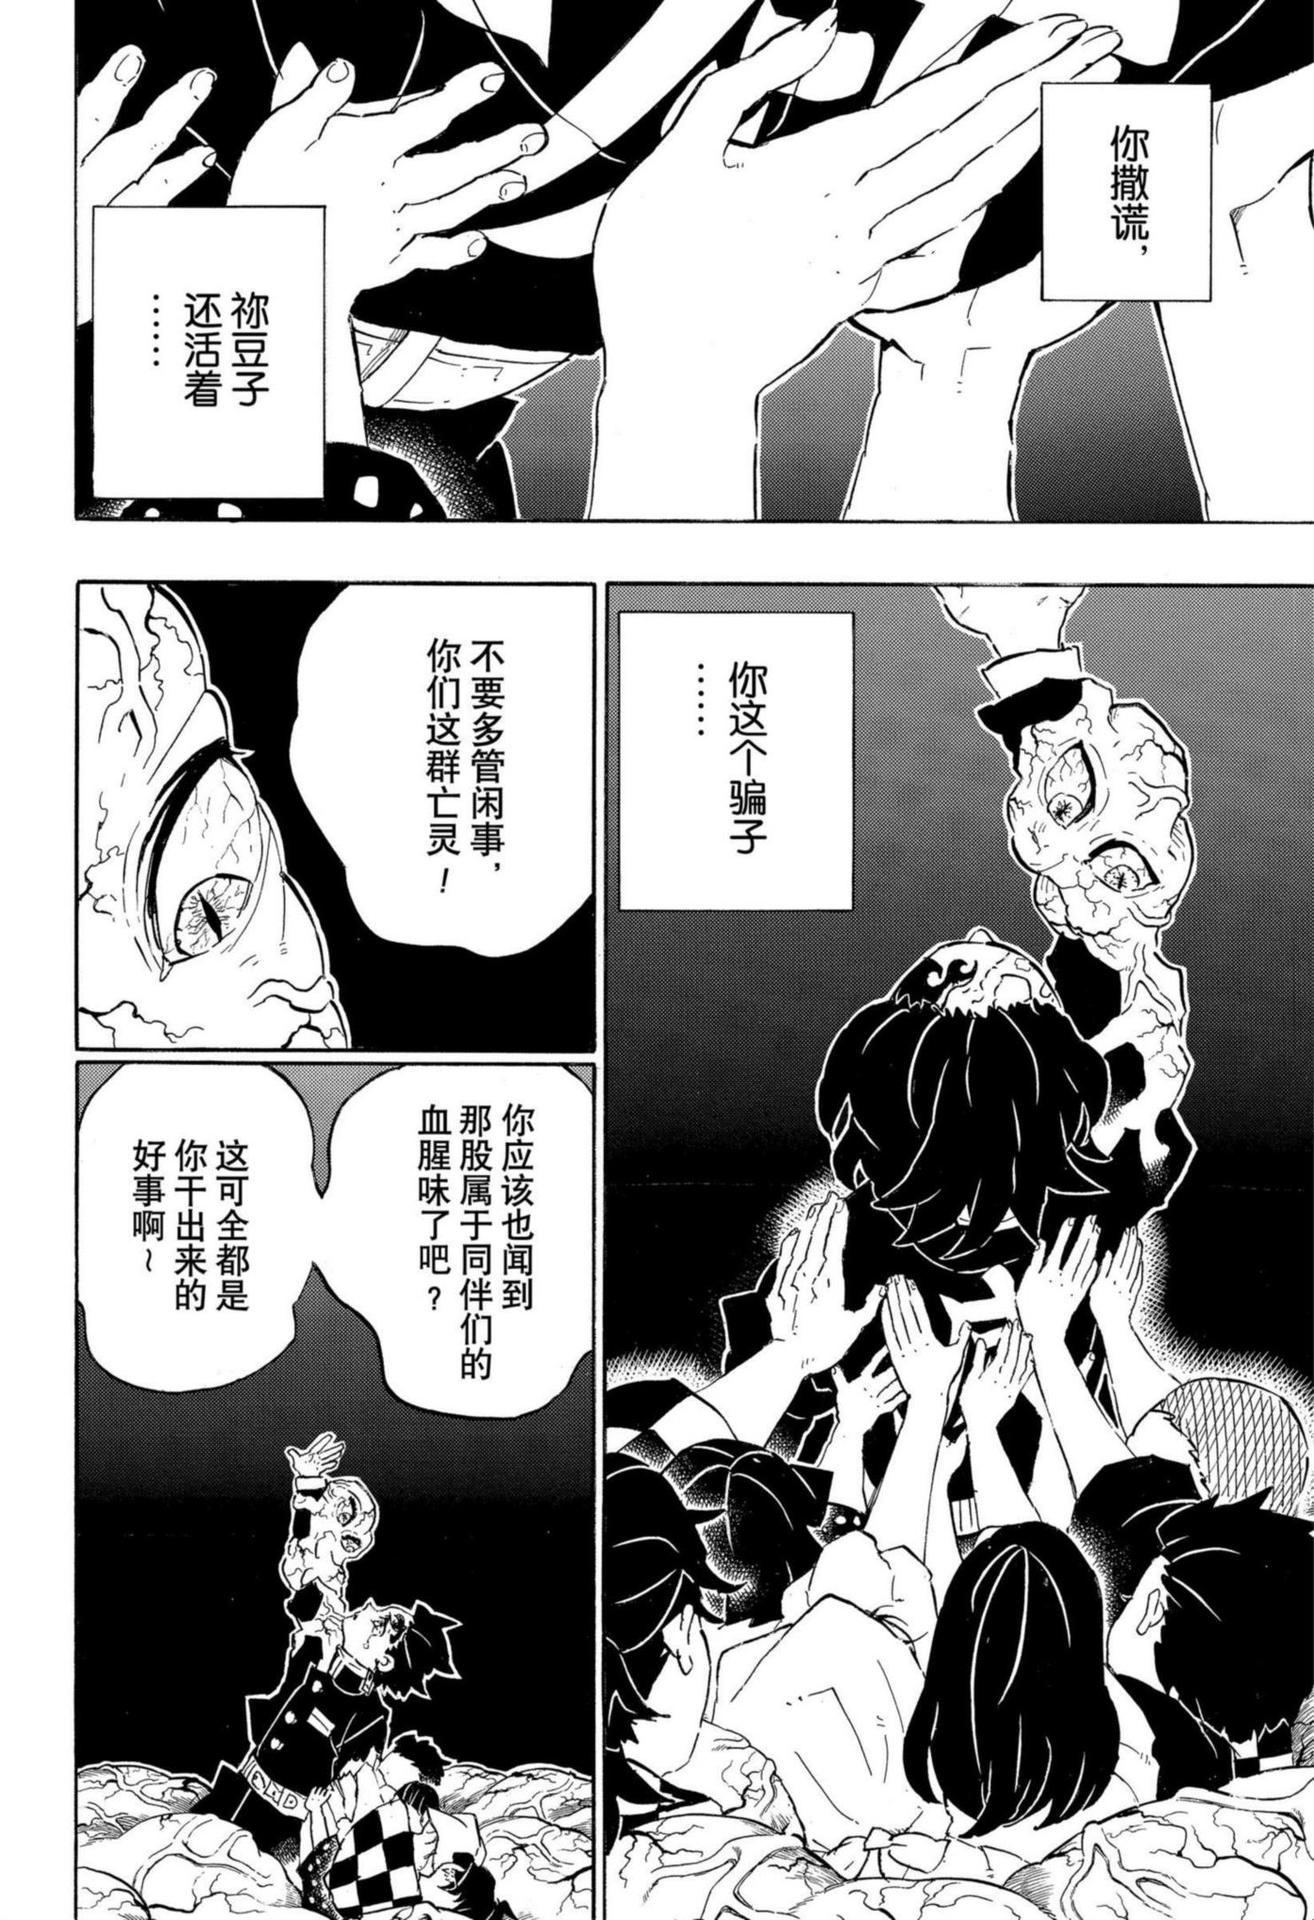 你撒谎，
祢豆子
还活着
……
你这个骗子
……
不要多管闲事，
你们这群亡灵！
你应该也闻到
那股属于同伴们的
血腥味了吧？
这可全都是
你干出来的
好事啊～